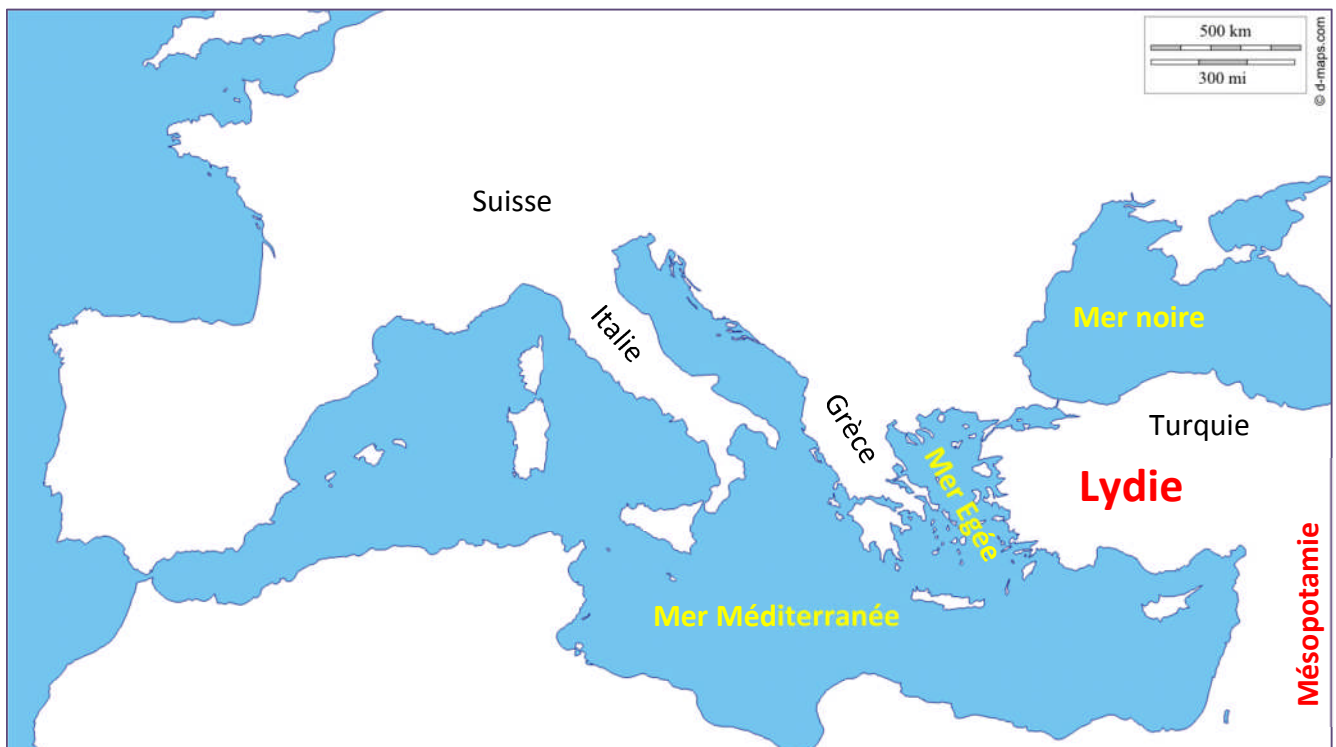 500 km
300 mi
© d-maps.com
Suisse
Italie
Mer noire
Grèce
Turquie
Mer Egée
Lydie
Mésopotamie
Mer Méditerranée